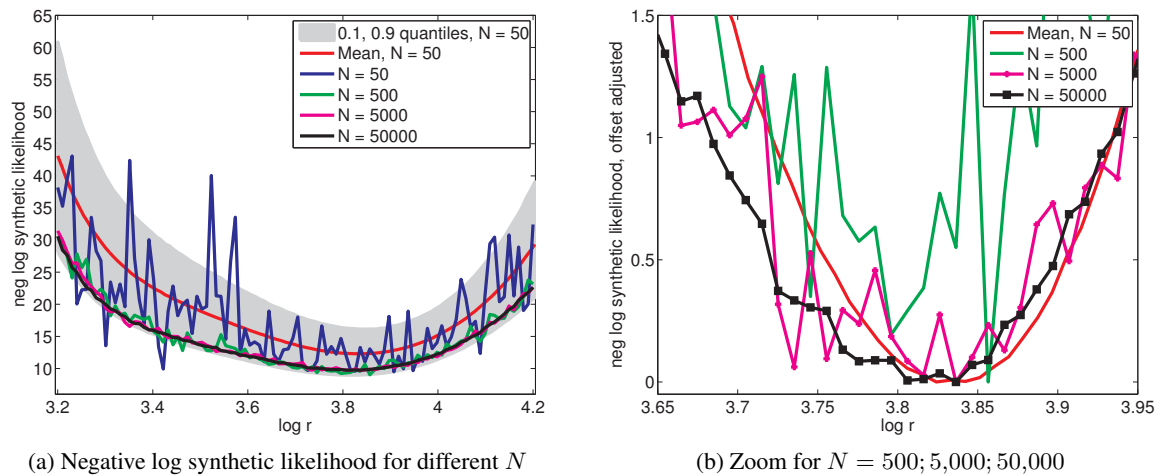 65
60
55
50
45
40
35
30
25
20
15
10
neg log synthetic likelihood
3.2
3.4
3.6
3.8
4
4.2
log r
0.1, 0.9 quantiles, N = 50
Mean, N = 50
N = 50
N = 500
N = 5000
N = 50000
(a) Negative log synthetic likelihood for different N
1.5
1
0.5
0
neg log synthetic likelihood, offset adjusted
3.65
3.7
3.75
3.8
3.85
3.9
3.95
log r
Mean, N = 50
N = 500
N = 5000
N = 50000
(b) Zoom for N = 500; 5,000; 50,000